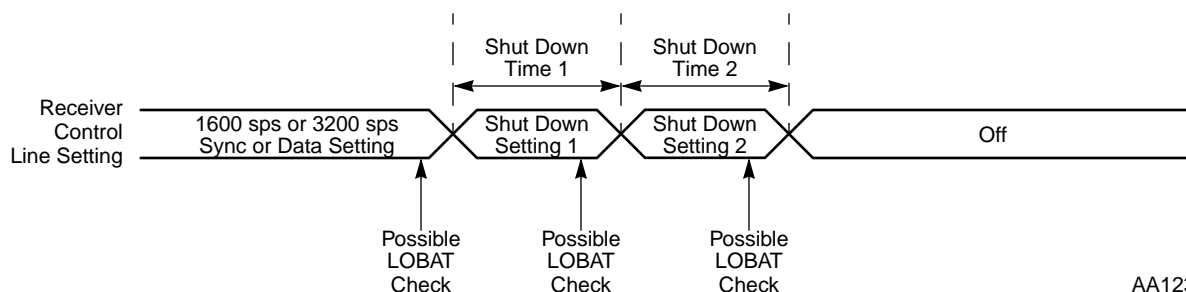 Shut Down
Time 1
Shut Down
Time 2
Receiver
Control
Line Setting
1600 sps or 3200 sps
Sync or Data Setting
Shut Down
Setting 1
Shut Down
Setting 2
Off
Possible
LOBAT
Check
Possible
LOBAT
Check
Possible
LOBAT
Check